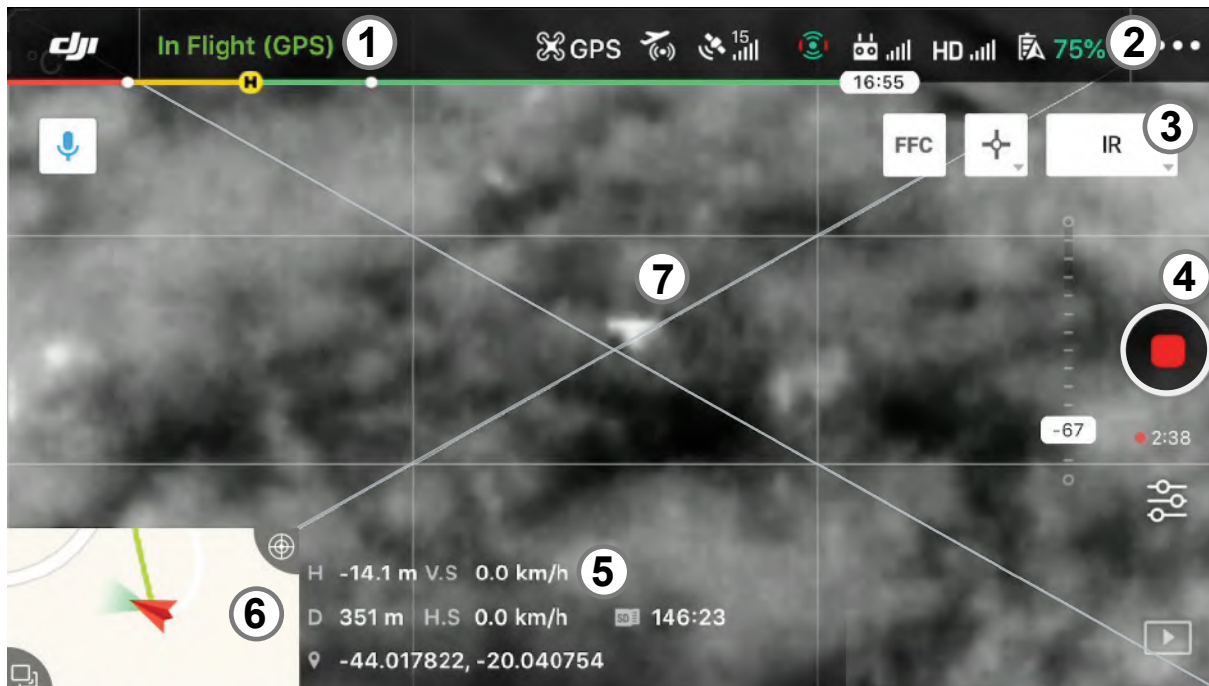 dji In Flight (GPS) 1 GPS 15 HD 75% 2
H
16:55
FFC IR 3
7
4
-67
2:38
H -14.1 m V.S 0.0 km/h 5
D 351 m H.S 0.0 km/h SD 146:23
6
-44.017822, -20.040754